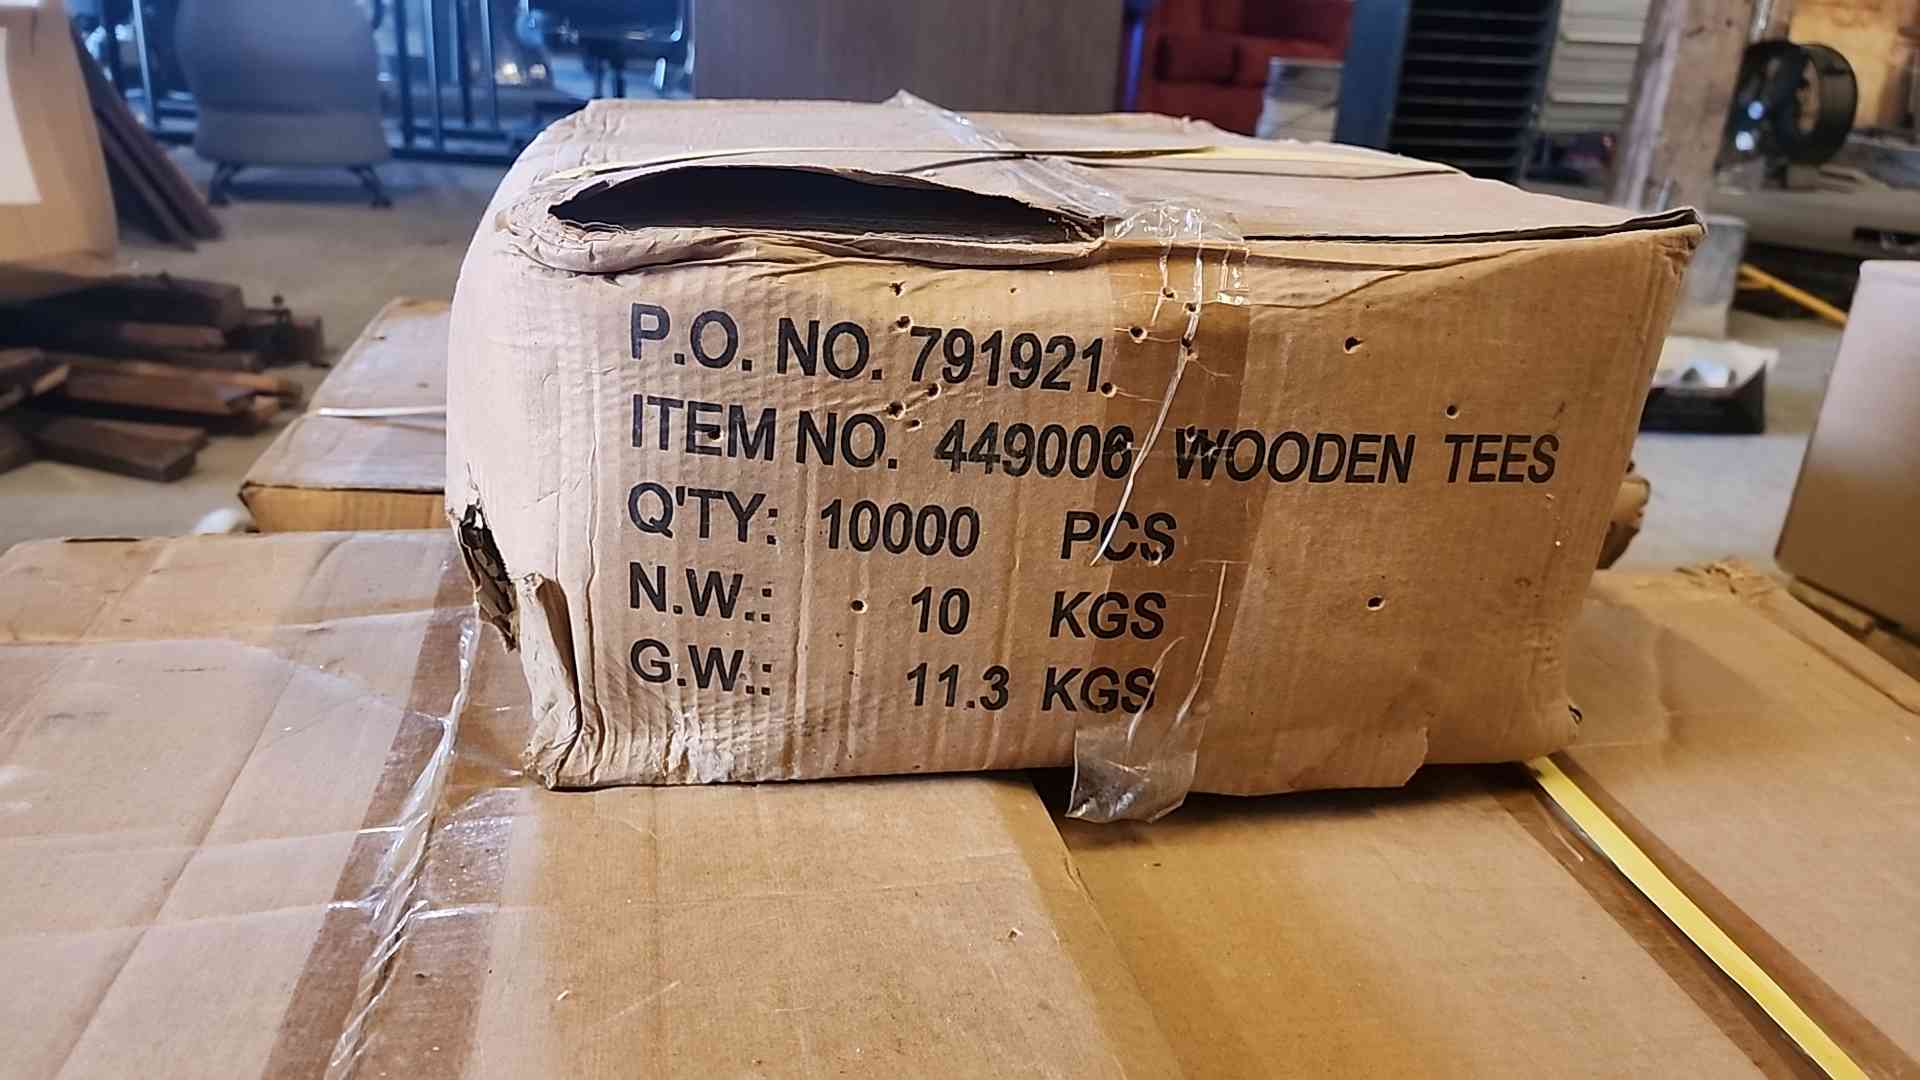 P.O. NO. 791921
ITEM NO. 449006 WOODEN TEES
Q'TY: 10000 PCS
N.W.: 10 KGS
G.W.: 11.3 KGS